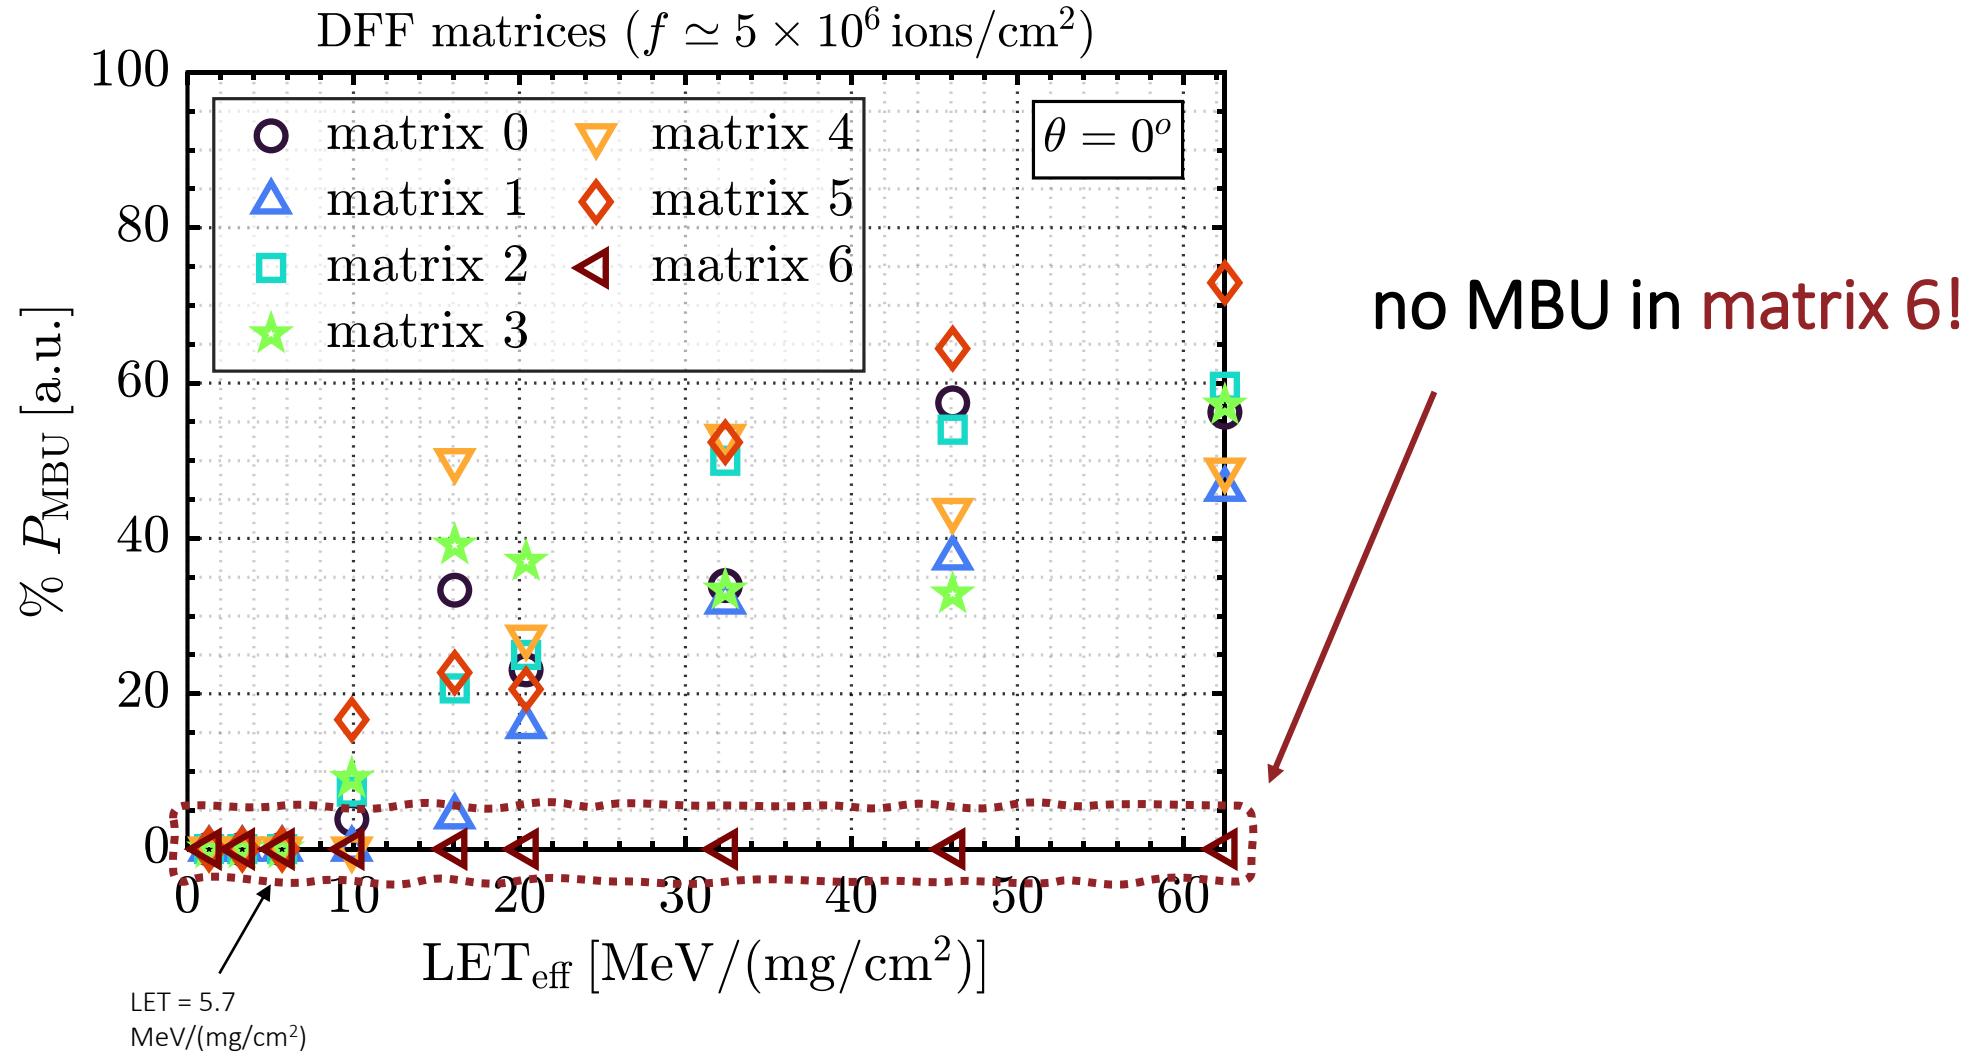 DFF matrices (f ≃ 5 × 10⁶ ions/cm²)
100
80
60
40
20
0
% P_MBU [a.u.]
matrix 0
matrix 1
matrix 2
matrix 3
matrix 4
matrix 5
matrix 6
θ = 0ᵒ
no MBU in matrix 6!
0 10 20 30 40 50 60
LET_eff [MeV/(mg/cm²)]
LET = 5.7
MeV/(mg/cm²)